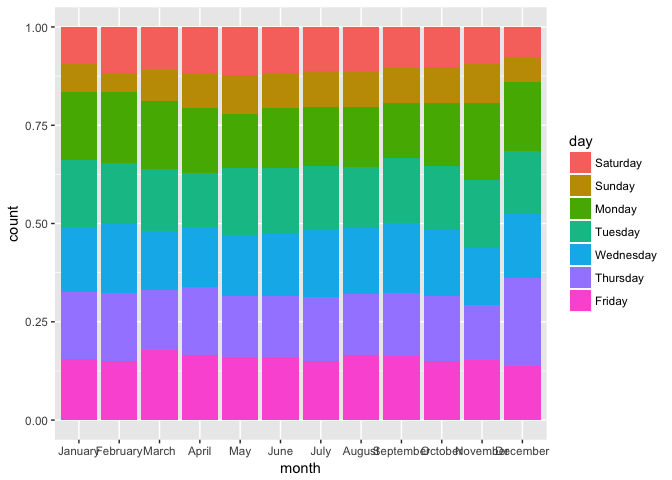 1.00
0.75
0.50
0.25
0.00
count
January February March April May June July August September October November December
month
day
Saturday
Sunday
Monday
Tuesday
Wednesday
Thursday
Friday